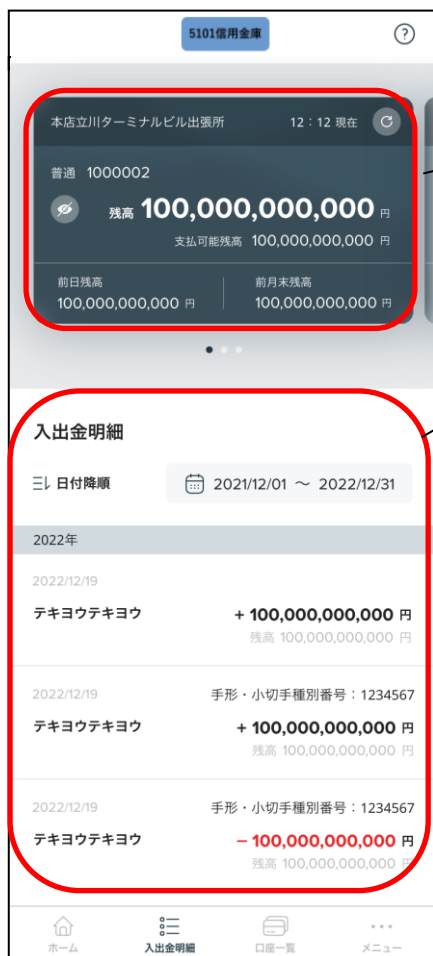 5101信用金庫
本店立川ターミナルビル出張所 12：12 現在
普通 1000002
残高 100,000,000,000 円
支払可能残高 100,000,000,000 円
前日残高 前月末残高
100,000,000,000 円 100,000,000,000 円
入出金明細
日付降順 2021/12/01 ～ 2022/12/31
2022年
2022/12/19
テキヨウテキヨウ + 100,000,000,000 円
残高 100,000,000,000 円
2022/12/19 手形・小切手種別番号：1234567
テキヨウテキヨウ + 100,000,000,000 円
残高 100,000,000,000 円
2022/12/19 手形・小切手種別番号：1234567
テキヨウテキヨウ − 100,000,000,000 円
残高 100,000,000,000 円
ホーム 入出金明細 口座一覧 メニュー